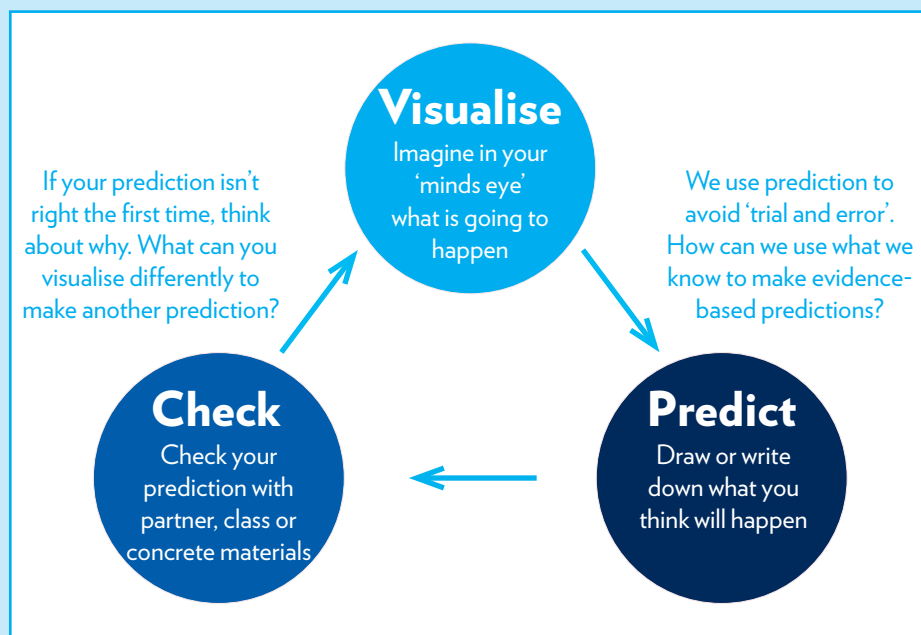 Visualise
Imagine in your
‘minds eye’
what is going to
happen
If your prediction isn’t
right the first time, think
about why. What can you
visualise differently to
make another prediction?
We use prediction to
avoid ‘trial and error’.
How can we use what we
know to make evidence-
based predictions?
Check
Check your
prediction with
partner, class or
concrete materials
Predict
Draw or write
down what you
think will happen